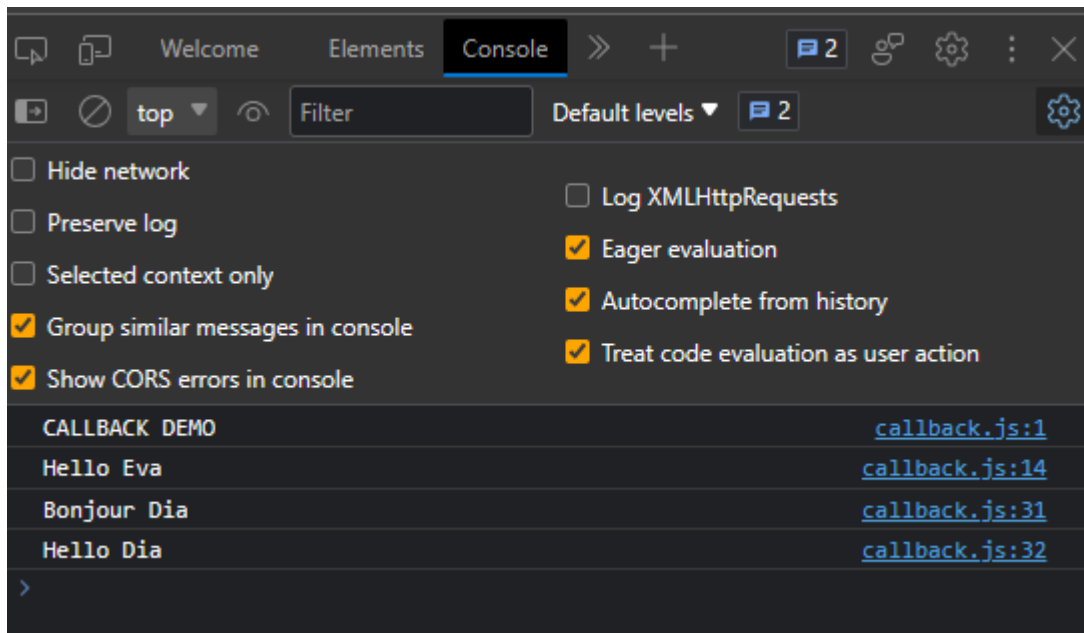 Welcome Elements Console 2
top Filter Default levels 2
Hide network
Preserve log
Selected context only
Group similar messages in console
Show CORS errors in console
Log XMLHttpRequests
Eager evaluation
Autocomplete from history
Treat code evaluation as user action
CALLBACK DEMO callback.js:1
Hello Eva callback.js:14
Bonjour Dia callback.js:31
Hello Dia callback.js:32